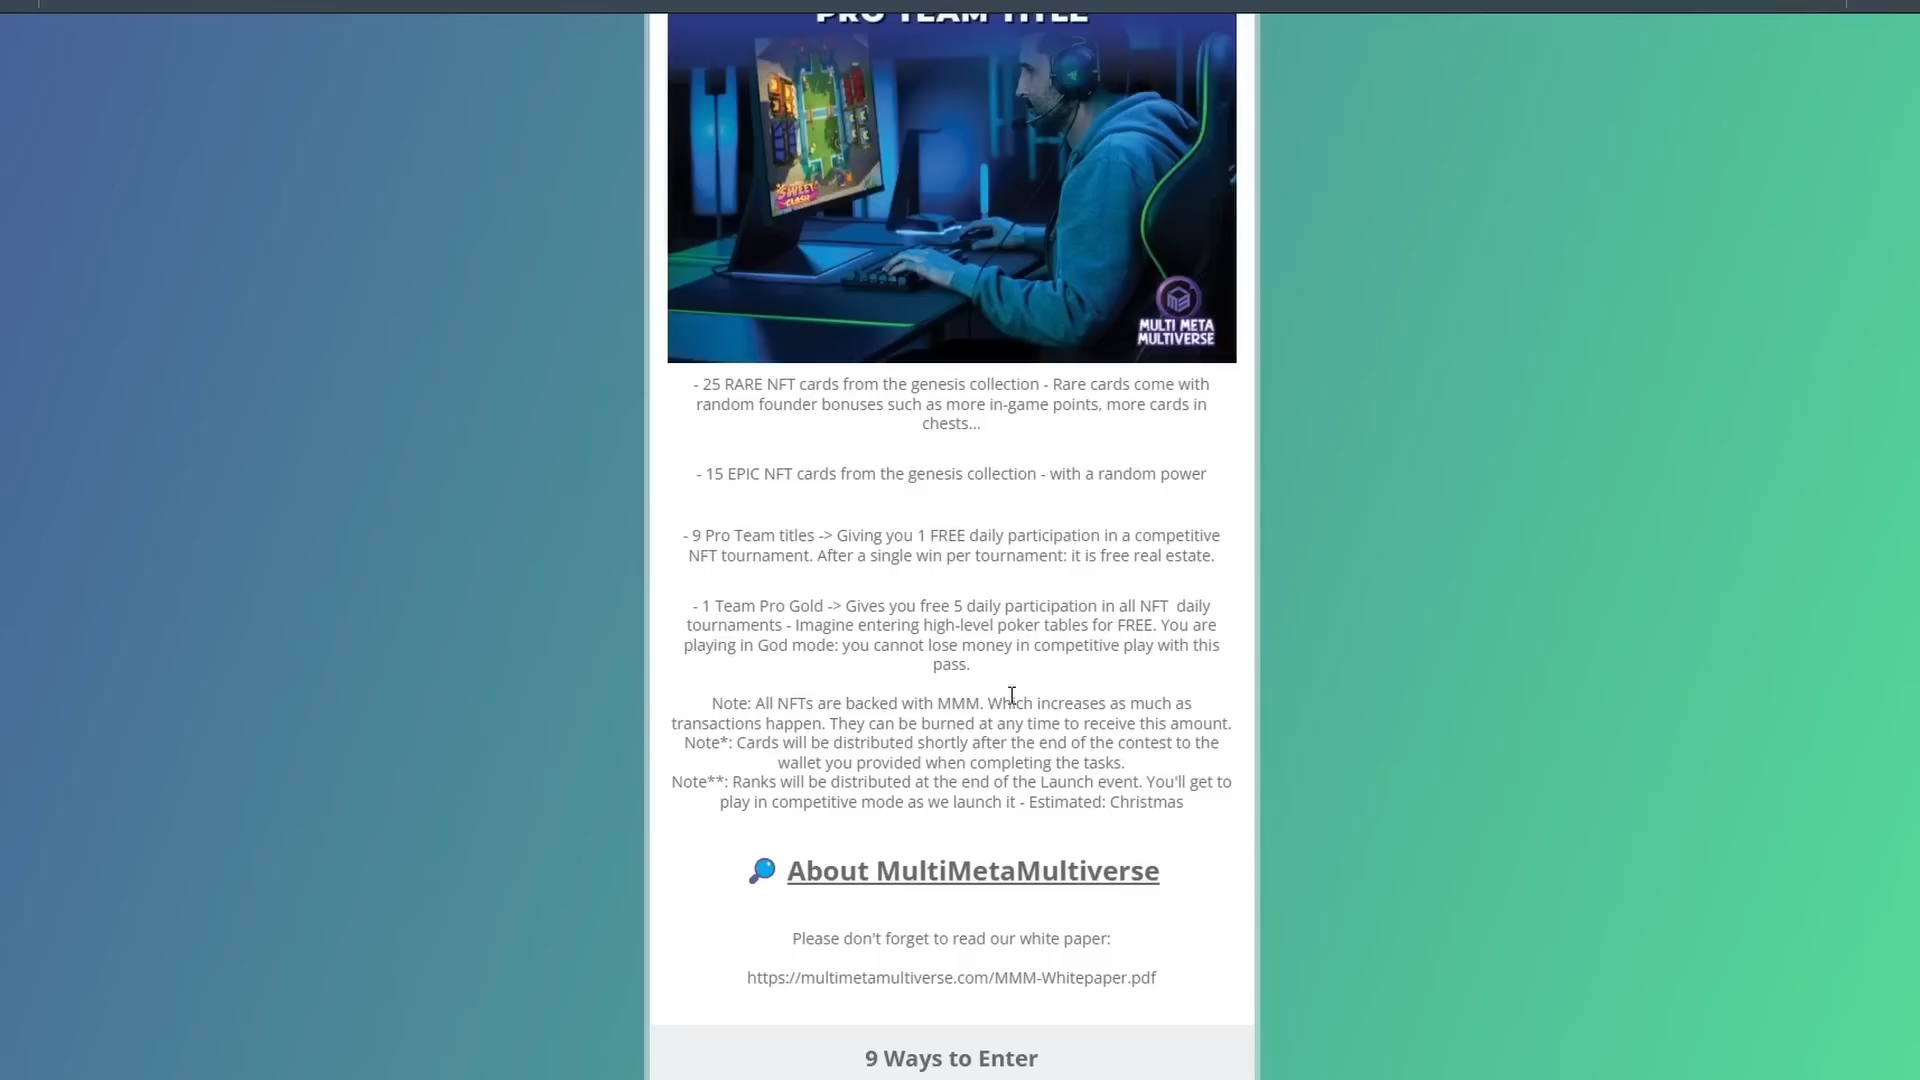 PRO TEAM TITLE
SWEET
CLASH
MULTI META
MULTIVERSE
- 25 RARE NFT cards from the genesis collection - Rare cards come with
random founder bonuses such as more in-game points, more cards in
chests...
- 15 EPIC NFT cards from the genesis collection - with a random power
- 9 Pro Team titles -> Giving you 1 FREE daily participation in a competitive
NFT tournament. After a single win per tournament: it is free real estate.
- 1 Team Pro Gold -> Gives you free 5 daily participation in all NFT  daily
tournaments - Imagine entering high-level poker tables for FREE. You are
playing in God mode: you cannot lose money in competitive play with this
pass.
Note: All NFTs are backed with MMM. Which increases as much as
transactions happen. They can be burned at any time to receive this amount.
Note*: Cards will be distributed shortly after the end of the contest to the
wallet you provided when completing the tasks.
Note**: Ranks will be distributed at the end of the Launch event. You'll get to
play in competitive mode as we launch it - Estimated: Christmas
About MultiMetaMultiverse
Please don't forget to read our white paper:
https://multimetamultiverse.com/MMM-Whitepaper.pdf
9 Ways to Enter